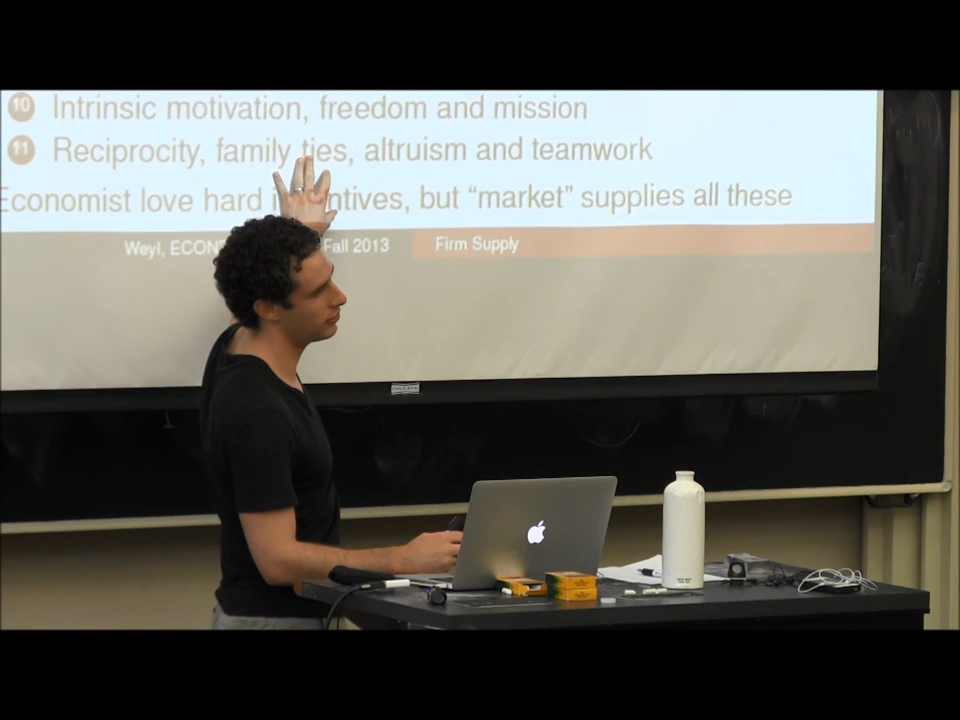 10 Intrinsic motivation, freedom and mission
11 Reciprocity, family ties, altruism and teamwork
Economist love hard in ntives, but “market” supplies all these
Weyl, ECON Fall 2013 Firm Supply